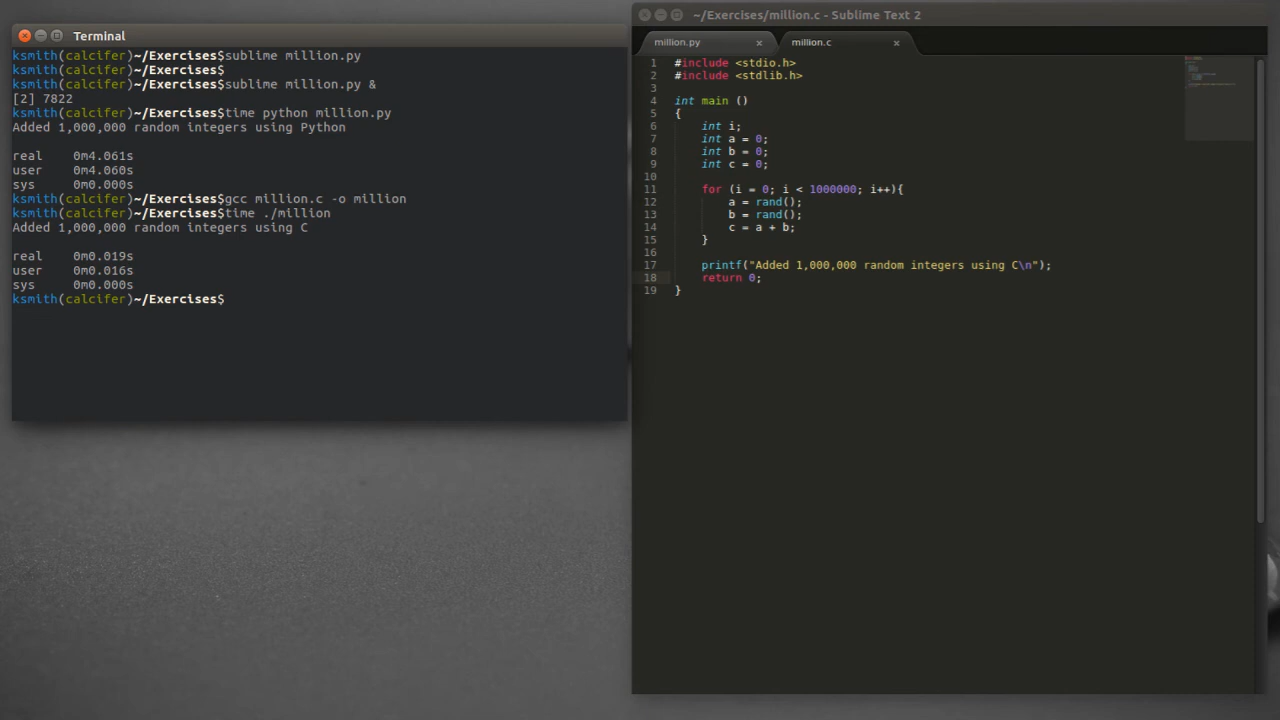 Terminal
ksmith(calcifer)~/Exercises$sublime million.py
ksmith(calcifer)~/Exercises$
ksmith(calcifer)~/Exercises$sublime million.py &
[2] 7822
ksmith(calcifer)~/Exercises$time python million.py
Added 1,000,000 random integers using Python
real    0m4.061s
user    0m4.060s
sys     0m0.000s
ksmith(calcifer)~/Exercises$gcc million.c -o million
ksmith(calcifer)~/Exercises$time ./million
Added 1,000,000 random integers using C
real    0m0.019s
user    0m0.016s
sys     0m0.000s
ksmith(calcifer)~/Exercises$
~/Exercises/million.c - Sublime Text 2
million.py × million.c ×
1 #include <stdio.h>
2 #include <stdlib.h>
3
4 int main ()
5 {
6     int i;
7     int a = 0;
8     int b = 0;
9     int c = 0;
10
11     for (i = 0; i < 1000000; i++){
12         a = rand();
13         b = rand();
14         c = a + b;
15     }
16
17     printf("Added 1,000,000 random integers using C\n");
18     return 0;
19 }